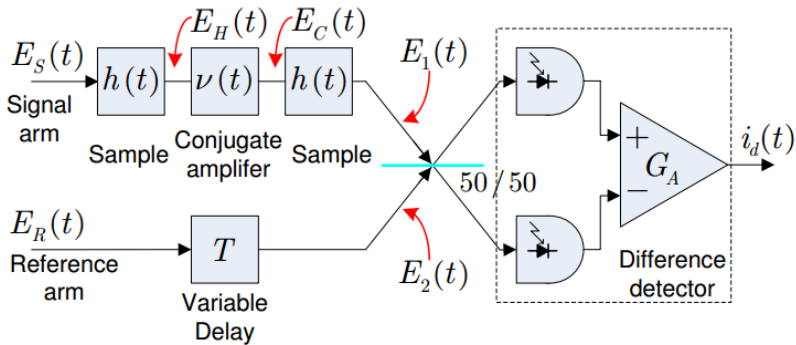 E_H(t) E_C(t)
E_S(t) h(t) ν(t) h(t) E_1(t)
Signal
arm
Sample Conjugate Sample
amplifer
50/50
+
G_A
−
i_d(t)
E_R(t) T
Reference
arm
E_2(t)
Variable
Delay
Difference
detector